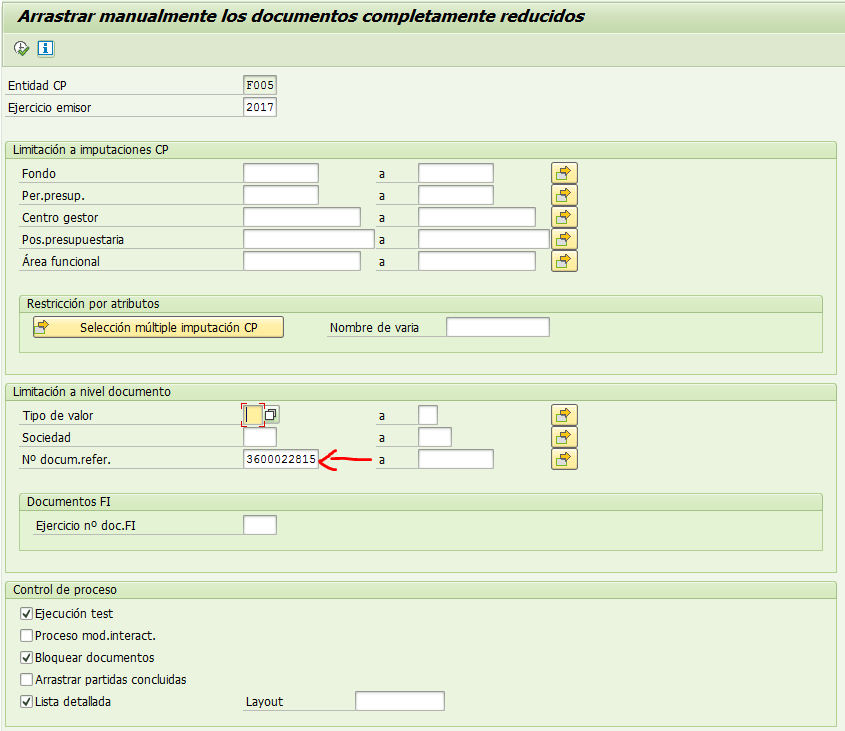 Arrastrar manualmente los documentos completamente reducidos
Entidad CP F005
Ejercicio emisor 2017
Limitación a imputaciones CP
Fondo a
Per.presup. a
Centro gestor a
Pos.presupuestaria a
Área funcional a
Restricción por atributos
Selección múltiple imputación CP Nombre de varia
Limitación a nivel documento
Tipo de valor a
Sociedad a
Nº docum.refer. 3600022815 a
Documentos FI
Ejercicio nº doc.FI
Control de proceso
Ejecución test
Proceso mod.interact.
Bloquear documentos
Arrastrar partidas concluidas
Lista detallada Layout